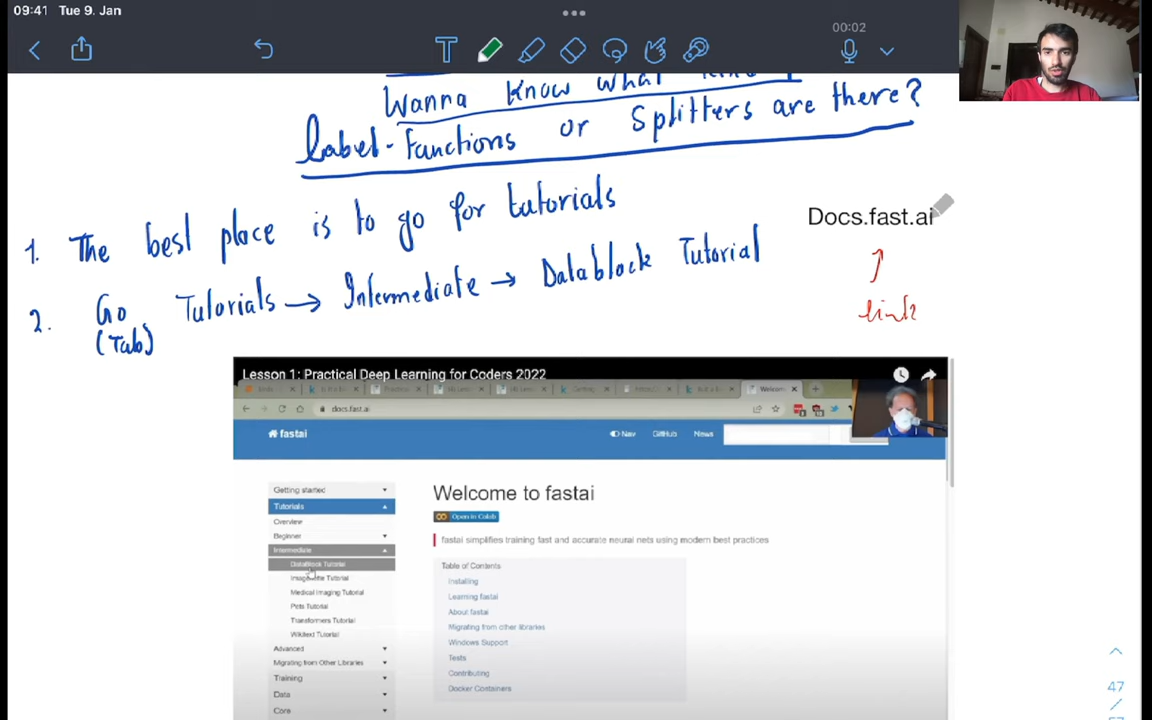 09:41 Tue 9. Jan
00:02
Wanna know what kind of
Label-Functions or Splitters are there?
1. The best place is to go for tutorials
Docs.fast.ai
2. Go Tutorials → Intermediate → Datablock Tutorial
(Tab)
link
Lesson 1: Practical Deep Learning for Coders 2022
Welcome
docs.fast.ai
fastai
Nav GitHub News
Getting started
Tutorials
Overview
Beginner
Intermediate
DataBlock Tutorial
Imagenette Tutorial
Medical Imaging Tutorial
Pets Tutorial
Transformers Tutorial
Wikitext Tutorial
Advanced
Migrating from Other Libraries
Training
Data
Core
Welcome to fastai
Open in Colab
fastai simplifies training fast and accurate neural nets using modern best practices
Table of Contents
Installing
Learning fastai
About fastai
Migrating from other libraries
Windows Support
Tests
Contributing
Docker Containers
47